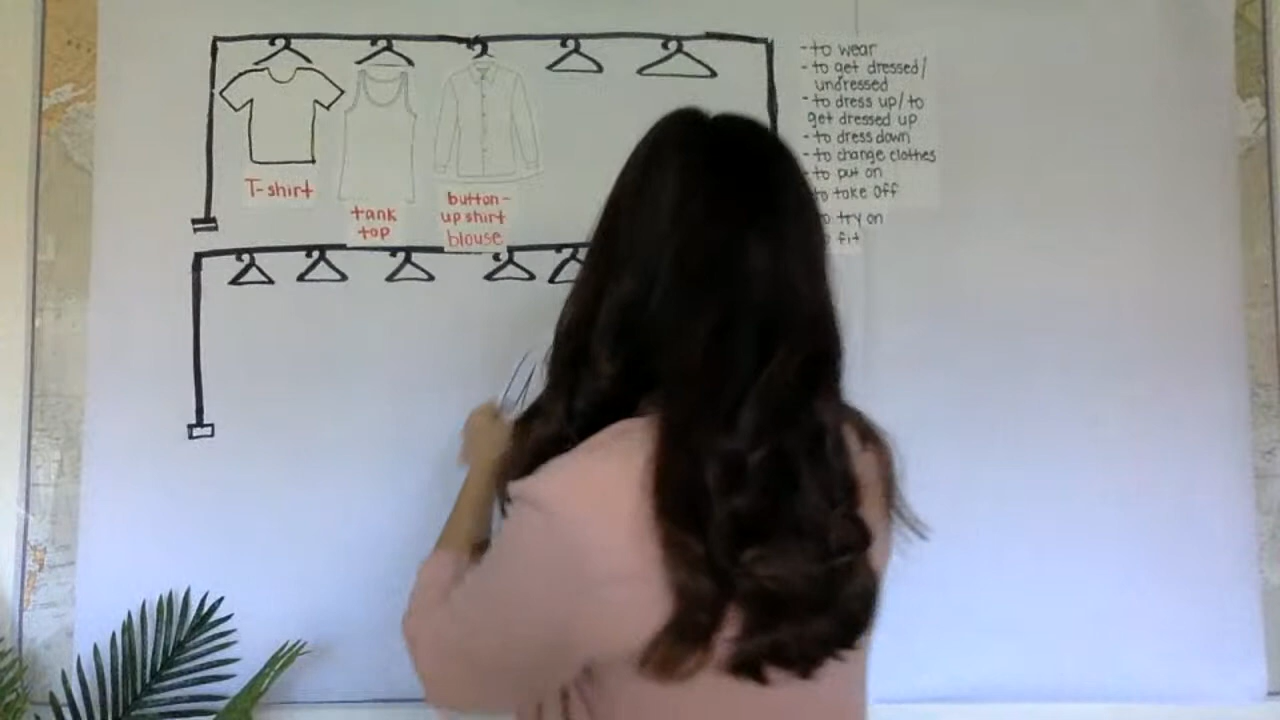 T-shirt
tank
top
button-
up shirt
blouse
- to wear
- to get dressed/
undressed
- to dress up/to
get dressed up
- to dress down
- to change clothes
to put on
to take off
to try on
fit